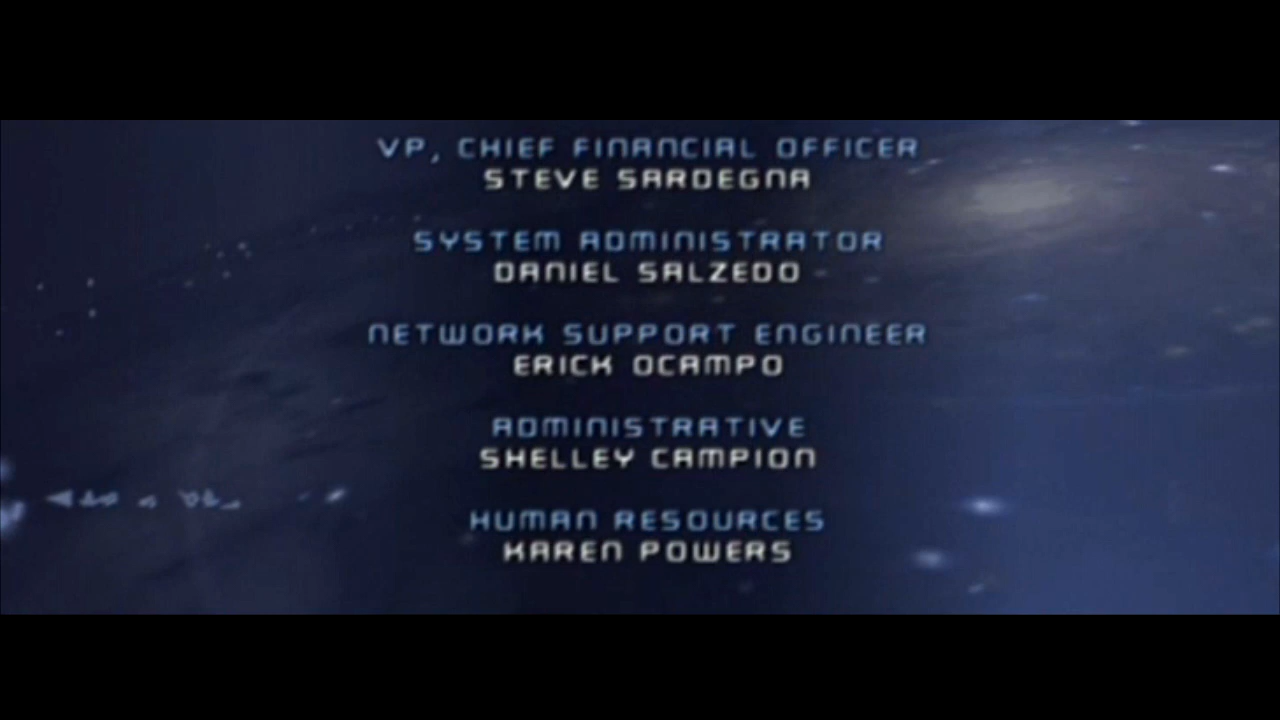 VP, CHIEF FINANCIAL OFFICER
STEVE SARDEGNA
SYSTEM ADMINISTRATOR
DANIEL SALZEDO
NETWORK SUPPORT ENGINEER
ERICK OCAMPO
ADMINISTRATIVE
SHELLEY CAMPION
HUMAN RESOURCES
KAREN POWERS